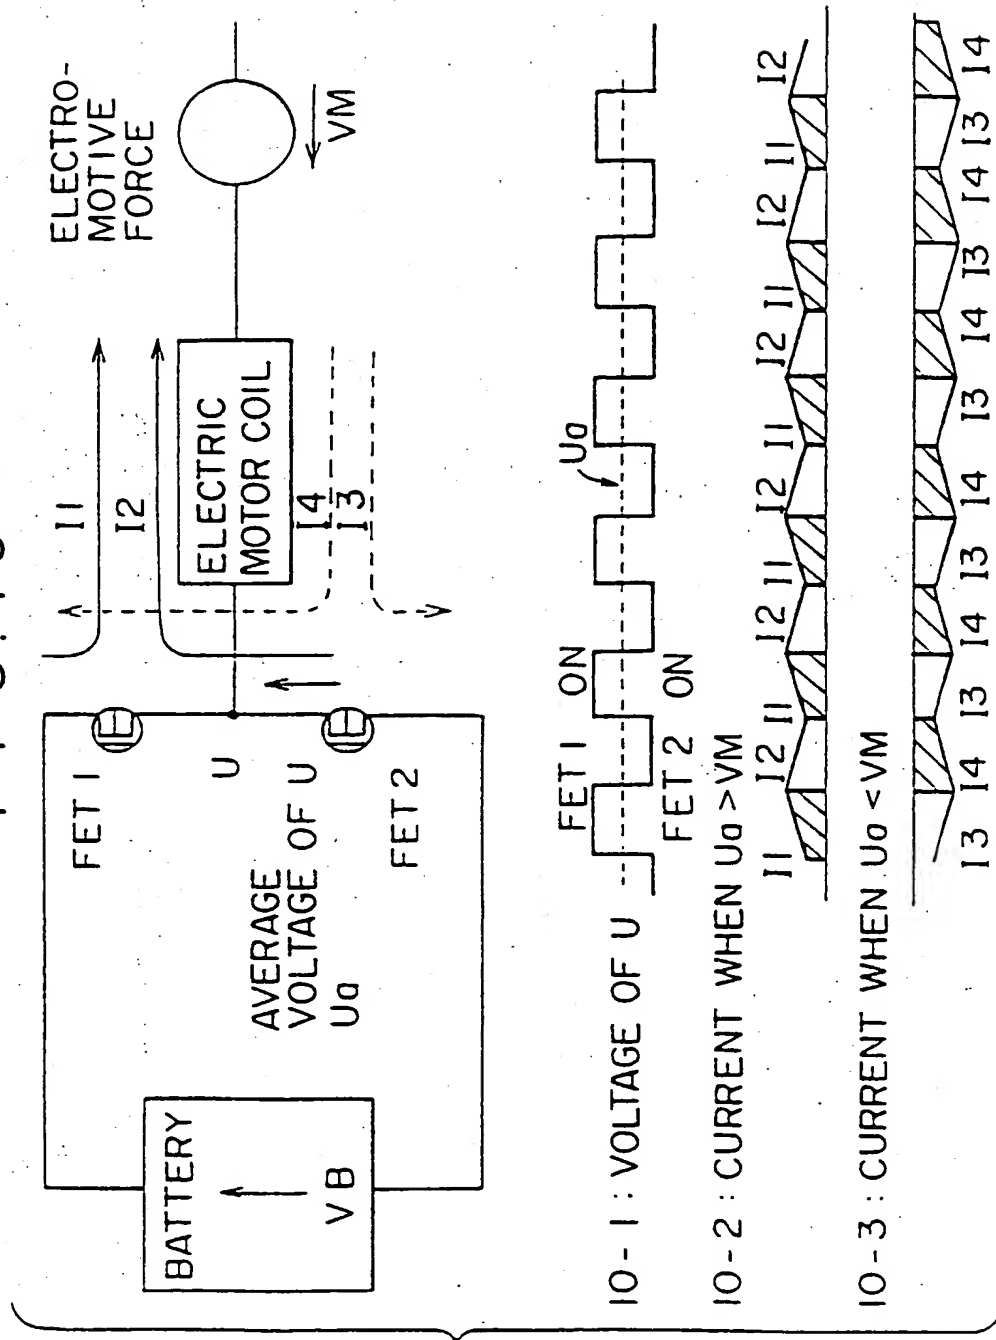 ELECTRO-
MOTIVE
FORCE
VM
I1
I2
ELECTRIC
MOTOR COIL
I4
I3
FET 1
U
FET 2
AVERAGE
VOLTAGE OF U
Ua
BATTERY
VB
10-1 : VOLTAGE OF U
FET 1 ON
FET 2 ON
Ua
10-2 : CURRENT WHEN Ua > VM
I1 I2 I1 I2 I1 I2 I1 I2 I1 I2 I1 I2
10-3 : CURRENT WHEN Ua < VM
I3 I4 I3 I4 I3 I4 I3 I4 I3 I4 I3 I4